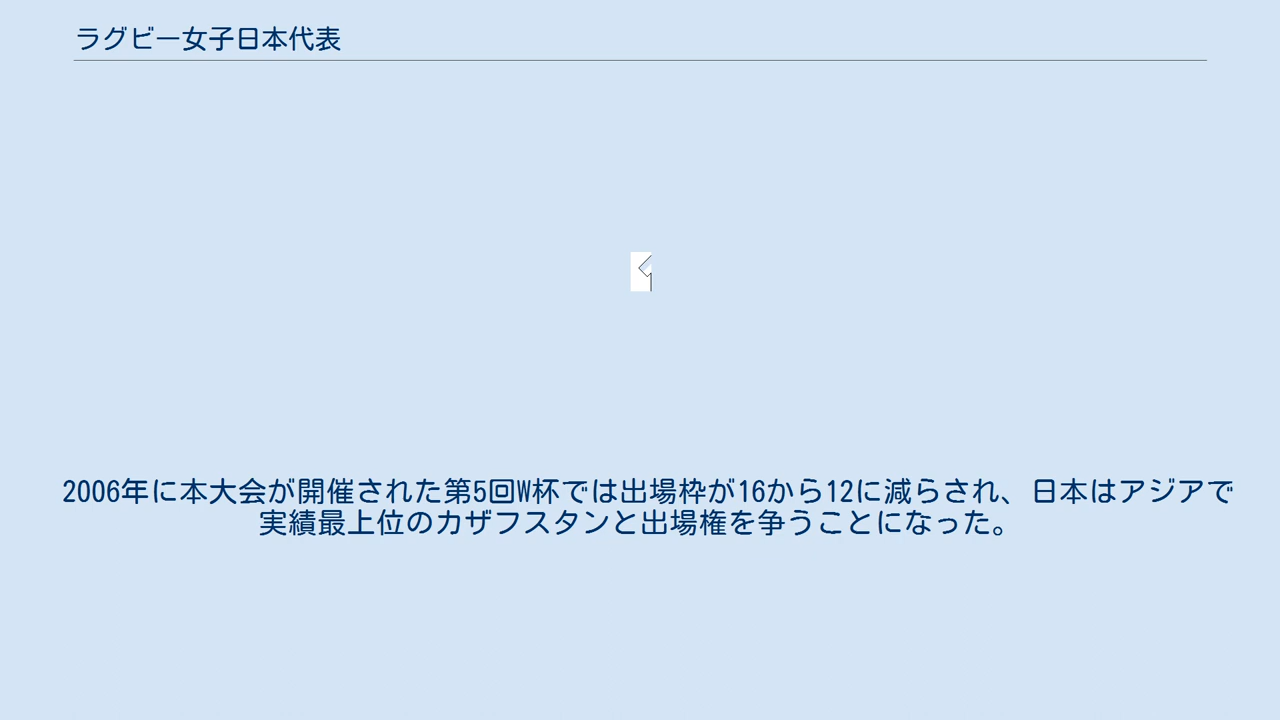 ラグビー女子日本代表
2006年に本大会が開催された第5回W杯では出場枠が16から12に減らされ、日本はアジアで
実績最上位のカザフスタンと出場権を争うことになった。